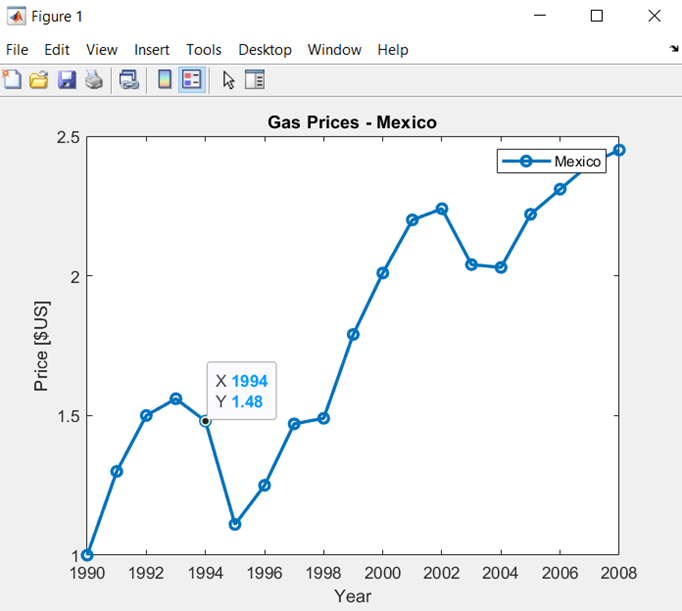 Figure 1
File Edit View Insert Tools Desktop Window Help
Gas Prices - Mexico
Mexico
2.5
2
1.5
1
Price [$US]
X 1994
Y 1.48
1990 1992 1994 1996 1998 2000 2002 2004 2006 2008
Year